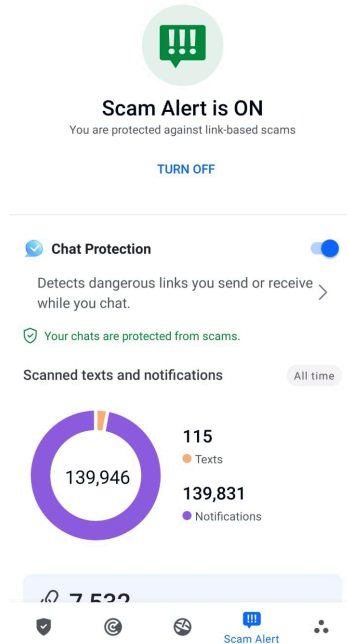 !!!
Scam Alert is ON
You are protected against link-based scams
TURN OFF
Chat Protection
Detects dangerous links you send or receive
while you chat.
Your chats are protected from scams.
Scanned texts and notifications
All time
139,946
115
Texts
139,831
Notifications
7,532
!!!
Scam Alert